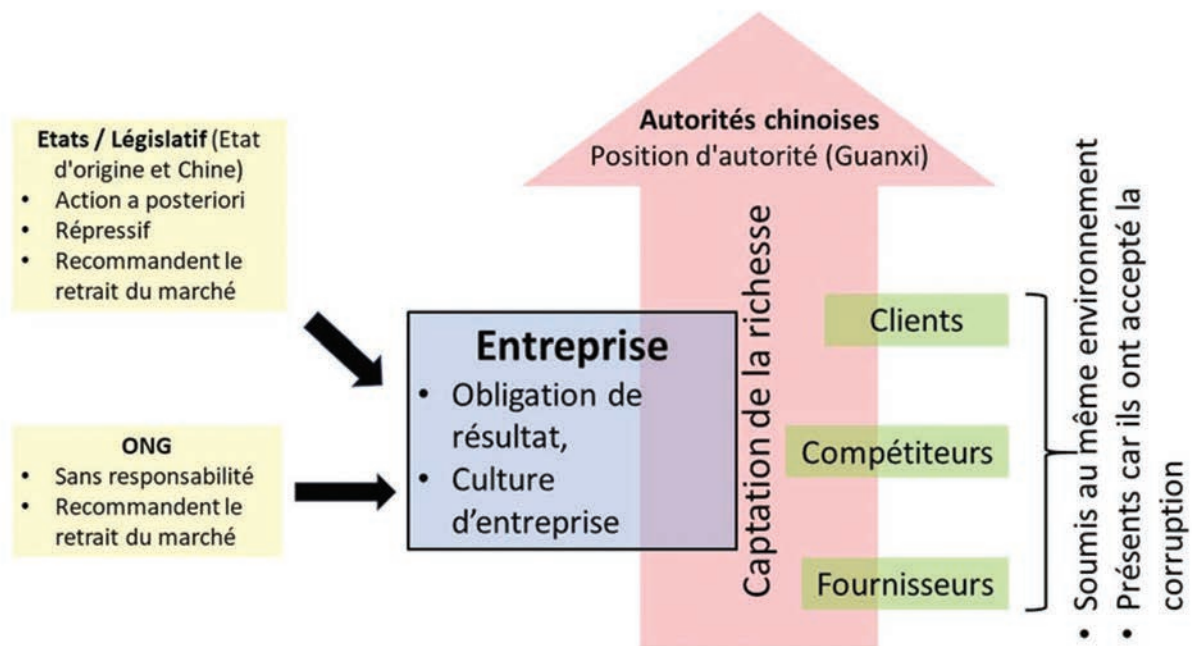 Etats / Législatif (Etat
d'origine et Chine)
• Action a posteriori
• Répressif
• Recommandent le
retrait du marché
ONG
• Sans responsabilité
• Recommandent le
retrait du marché
Entreprise
• Obligation de
résultat,
• Culture
d'entreprise
Autorités chinoises
Position d'autorité (Guanxi)
Captation de la richesse
Clients
Compétiteurs
Fournisseurs
• Soumis au même environnement
• Présents car ils ont accepté la
corruption